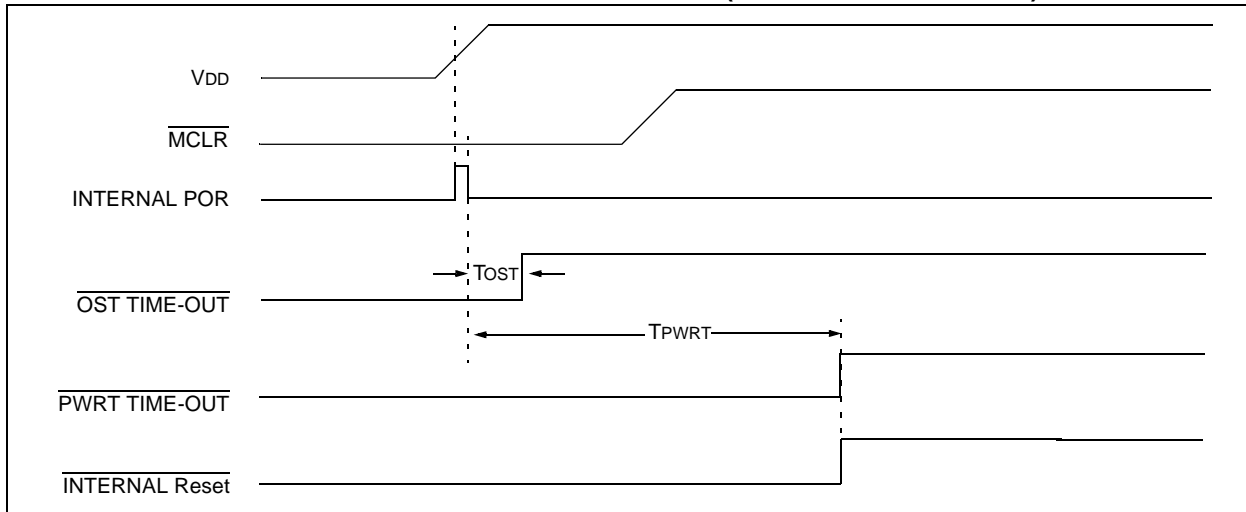 VDD
MCLR
INTERNAL POR
TOST
OST TIME-OUT
TPWRT
PWRT TIME-OUT
INTERNAL Reset